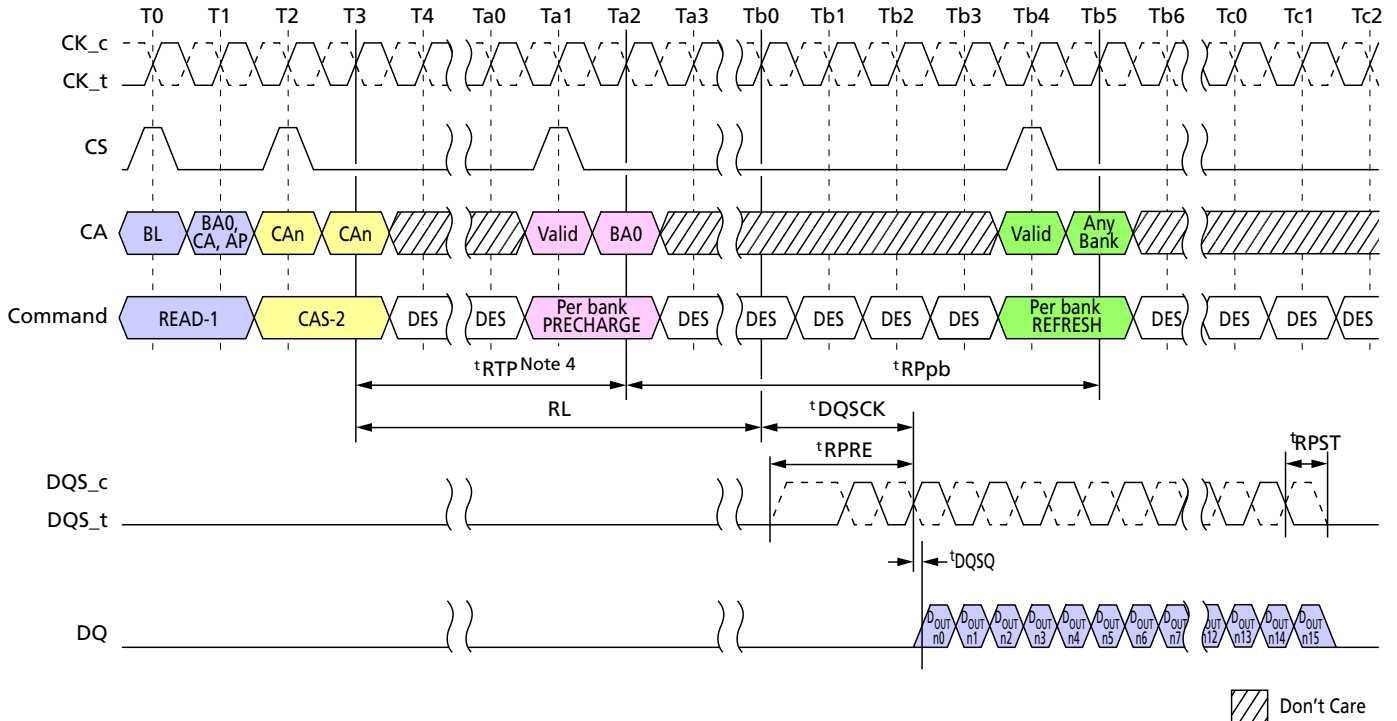 T0 T1 T2 T3 T4 Ta0 Ta1 Ta2 Ta3 Tb0 Tb1 Tb2 Tb3 Tb4 Tb5 Tb6 Tc0 Tc1 Tc2
CK_c
CK_t
CS
CA BL BA0, CA, AP CAn CAn Valid BA0 Valid Any Bank
Command READ-1 CAS-2 DES DES Per bank PRECHARGE DES DES DES DES DES Per bank REFRESH DES DES DES DES
tRTP Note 4 tRPpb
RL tDQSCK
tRPRE tRPST
DQS_c
DQS_t
tDQSQ
DQ DOUT n0 DOUT n1 DOUT n2 DOUT n3 DOUT n4 DOUT n5 DOUT n6 DOUT n7 DOUT n12 DOUT n13 DOUT n14 DOUT n15
Don't Care